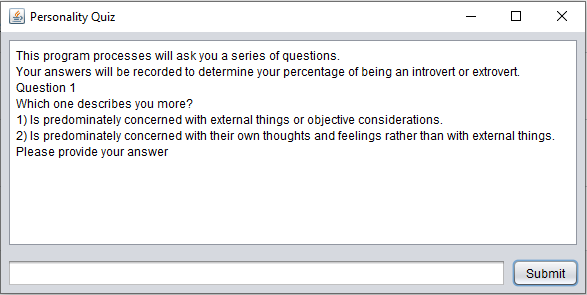 Personality Quiz
This program processes will ask you a series of questions.
Your answers will be recorded to determine your percentage of being an introvert or extrovert.
Question 1
Which one describes you more?
1) Is predominately concerned with external things or objective considerations.
2) Is predominately concerned with their own thoughts and feelings rather than with external things.
Please provide your answer
Submit